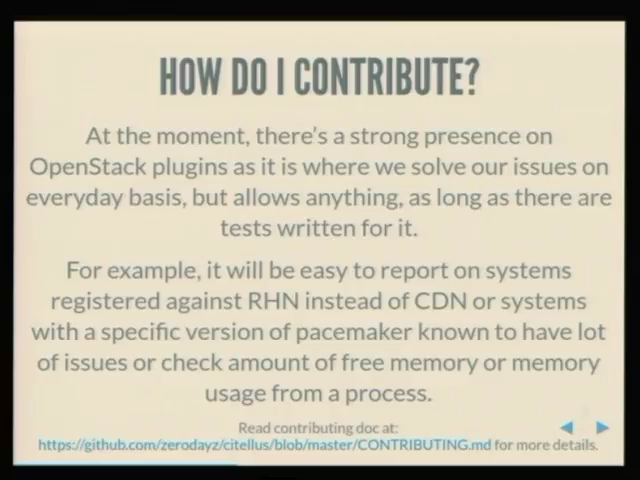 HOW DO I CONTRIBUTE?
At the moment, there's a strong presence on
OpenStack plugins as it is where we solve our issues on
everyday basis, but allows anything, as long as there are
tests written for it.
For example, it will be easy to report on systems
registered against RHN instead of CDN or systems
with a specific version of pacemaker known to have lot
of issues or check amount of free memory or memory
usage from a process.
Read contributing doc at:
https://github.com/zerodayz/citellus/blob/master/CONTRIBUTING.md for more details.